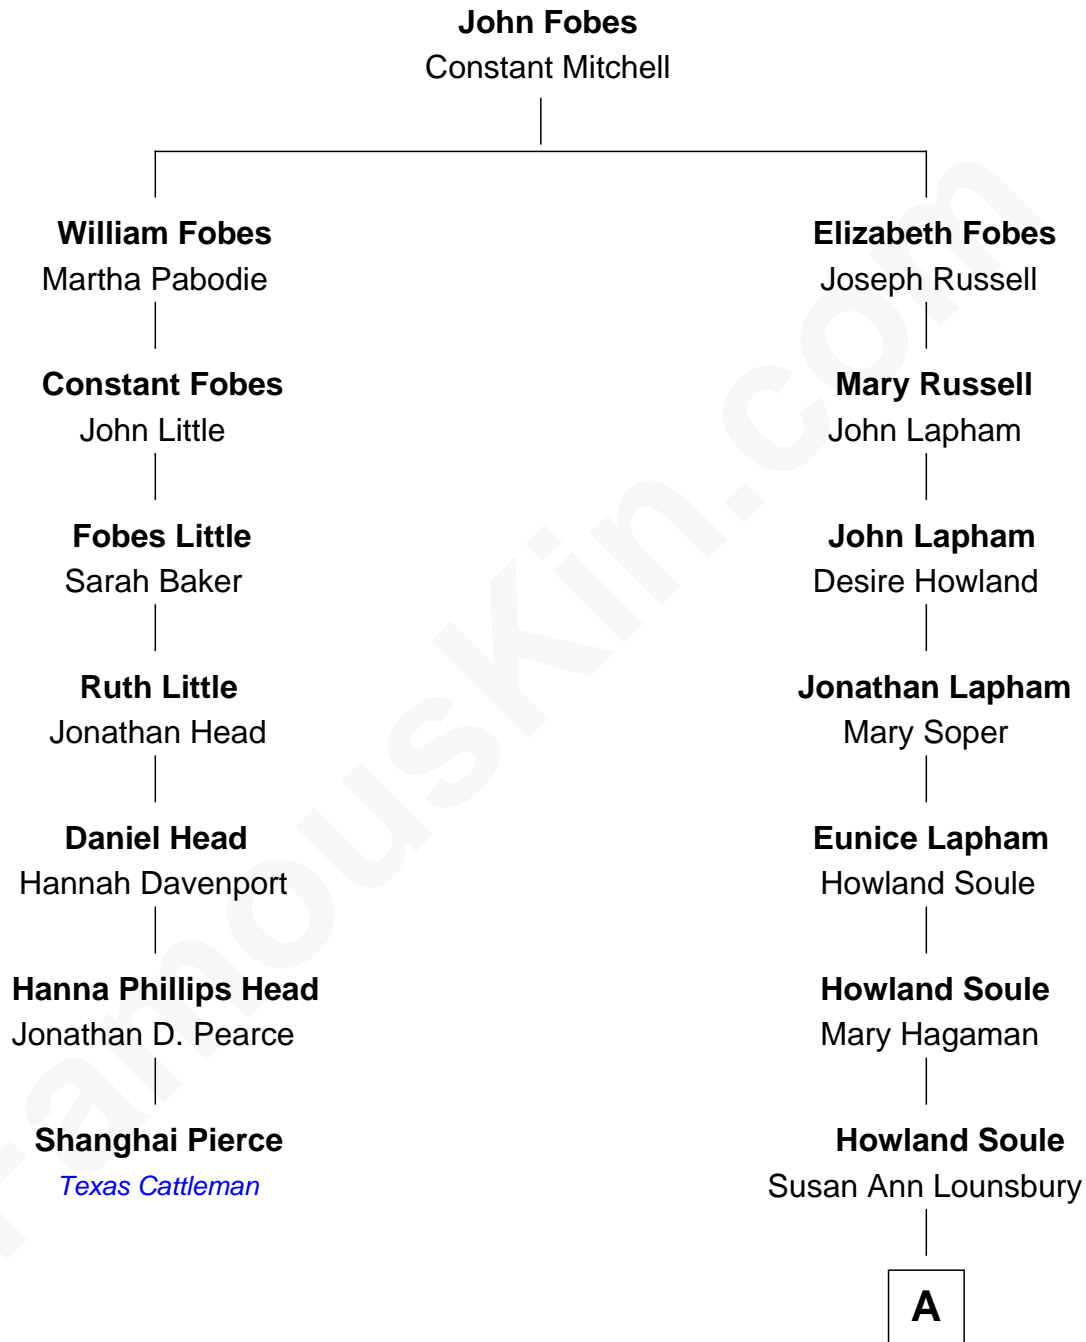 John Fobes
Constant Mitchell
William Fobes
Martha Pabodie
Constant Fobes
John Little
Fobes Little
Sarah Baker
Ruth Little
Jonathan Head
Daniel Head
Hannah Davenport
Hanna Phillips Head
Jonathan D. Pearce
Shanghai Pierce
Texas Cattleman
Elizabeth Fobes
Joseph Russell
Mary Russell
John Lapham
John Lapham
Desire Howland
Jonathan Lapham
Mary Soper
Eunice Lapham
Howland Soule
Howland Soule
Mary Hagaman
Howland Soule
Susan Ann Lounsbury
A
FamousKin.com